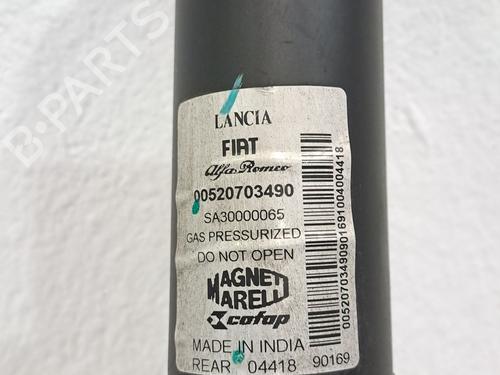 B-PARTS
LANCIA
FIAT
Alfa Romeo
00520703490
SA30000065
GAS PRESSURIZED
DO NOT OPEN
MAGNETI
MARELLI
cofap
MADE IN INDIA
REAR 04418 90169
00520703490901691004004418